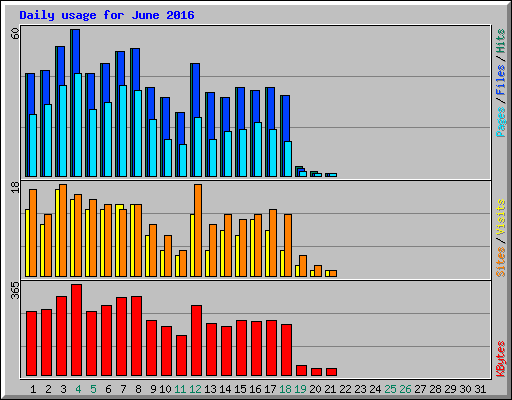 Daily usage for June 2016
60
Pages/Files/Hits
18
Sites/Visits
365
KBytes
1 2 3 4 5 6 7 8 9 10 11 12 13 14 15 16 17 18 19 20 21 22 23 24 25 26 27 28 29 30 31